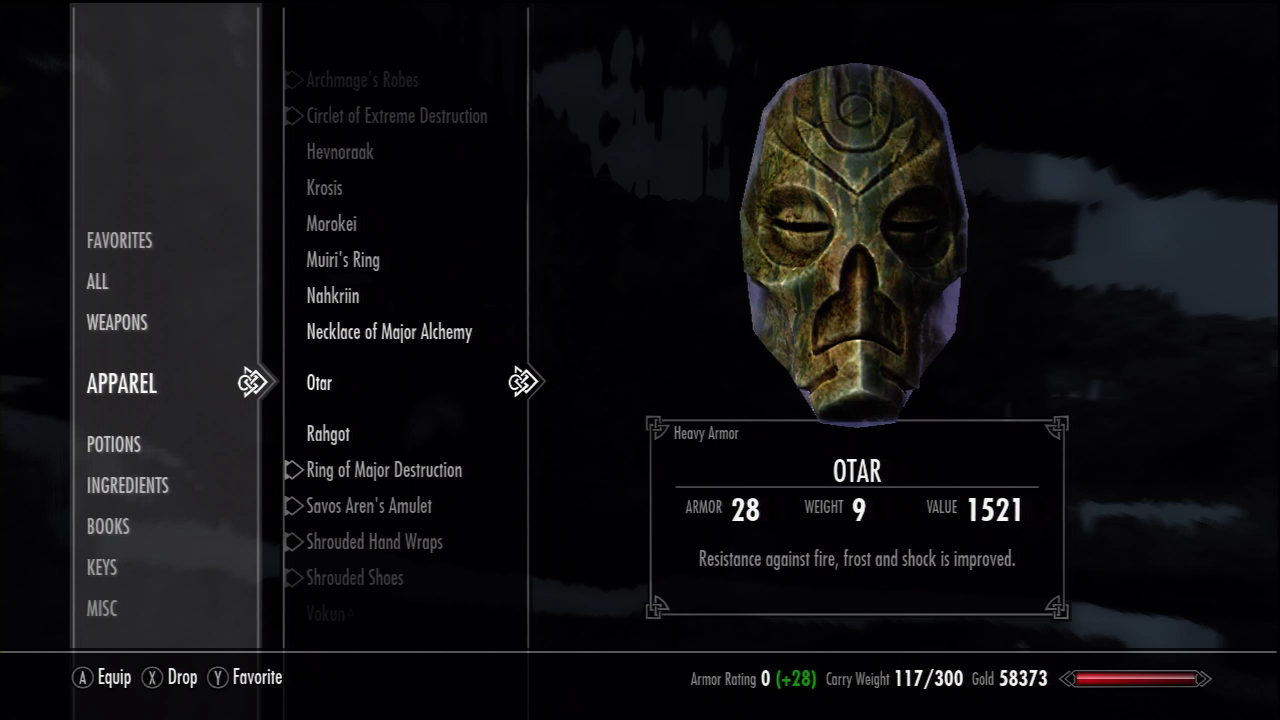 FAVORITES
ALL
WEAPONS
APPAREL
POTIONS
INGREDIENTS
BOOKS
KEYS
MISC
Archmage's Robes
Circlet of Extreme Destruction
Hevnoraak
Krosis
Morokei
Muiri's Ring
Nahkriin
Necklace of Major Alchemy
Otar
Rahgot
Ring of Major Destruction
Savos Aren's Amulet
Shrouded Hand Wraps
Shrouded Shoes
Vokun
Heavy Armor
OTAR
ARMOR 28 WEIGHT 9 VALUE 1521
Resistance against fire, frost and shock is improved.
A Equip X Drop Y Favorite
Armor Rating 0 (+28) Carry Weight 117/300 Gold 58373